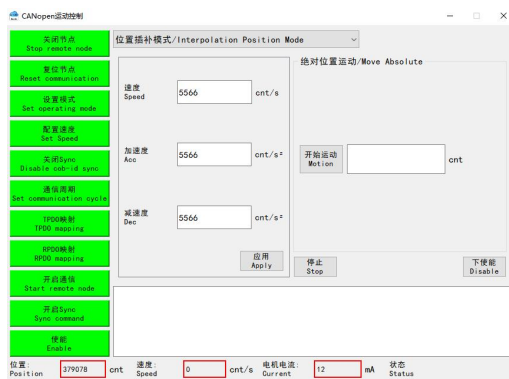 CANopen运动控制
关闭节点
Stop remote node
复位节点
Reset communication
设置模式
Set operating mode
配置速度
Set Speed
关闭Sync
Disable cob-id sync
通信周期
Set communication cycle
TPDO映射
TPDO mapping
RPDO映射
RPDO mapping
开启通信
Start remote node
开启Sync
Sync command
使能
Enable
位置插补模式/Interpolation Position Mode
速度
Speed
5566
cnt/s
加速度
Acc
5566
cnt/s²
减速度
Dec
5566
cnt/s²
应用
Apply
绝对位置运动/Move Absolute
开始运动
Motion
cnt
停止
Stop
下使能
Disable
位置:
Position
379078
cnt
速度:
Speed
0
cnt/s
电机电流:
Current
12
mA
状态
Status